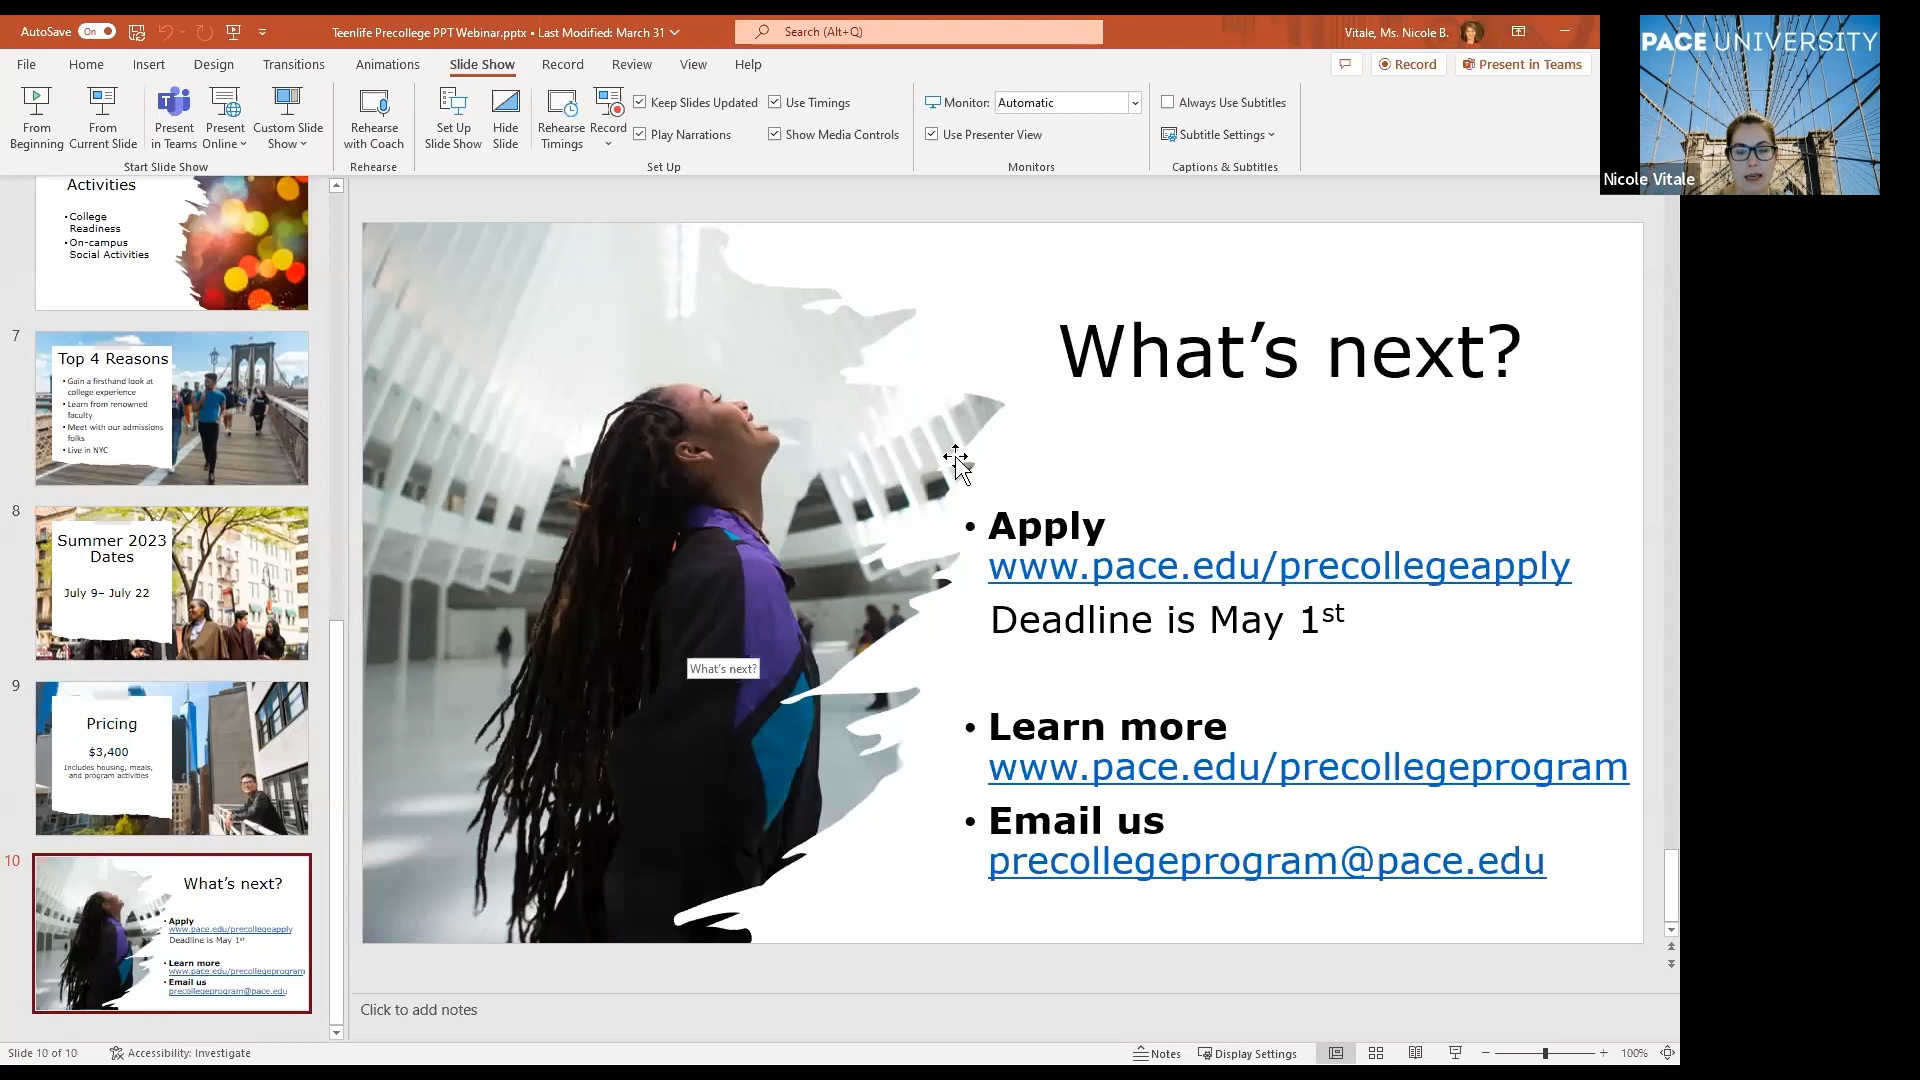 AutoSave On Teenlife Precollege PPT Webinar.pptx • Last Modified: March 31 Search (Alt+Q) Vitale, Ms. Nicole B.
File Home Insert Design Transitions Animations Slide Show Record Review View Help Record Present in Teams
From Beginning
From Current Slide
Present in Teams
Present Online
Custom Slide Show
Start Slide Show
Rehearse with Coach
Rehearse
Set Up Slide Show
Hide Slide
Rehearse Timings
Record
Keep Slides Updated
Use Timings
Play Narrations
Show Media Controls
Set Up
Monitor: Automatic
Use Presenter View
Monitors
Always Use Subtitles
Subtitle Settings
Captions & Subtitles
PACE UNIVERSITY
Nicole Vitale
Activities
• College
Readiness
• On-campus
Social Activities
7
Top 4 Reasons
• Gain a firsthand look at
college experience
• Learn from renowned
faculty
• Meet with our admissions
folks
• Live in NYC
8
Summer 2023
Dates
July 9– July 22
9
Pricing
$3,400
Includes housing, meals,
and program activities
10
What's next?
• Apply
www.pace.edu/precollegeapply
Deadline is May 1st
• Learn more
www.pace.edu/precollegeprogram
• Email us
precollegeprogram@pace.edu
What's next?
• Apply
www.pace.edu/precollegeapply
Deadline is May 1st
What's next?
• Learn more
www.pace.edu/precollegeprogram
• Email us
precollegeprogram@pace.edu
Click to add notes
Slide 10 of 10 Accessibility: Investigate Notes Display Settings 100%